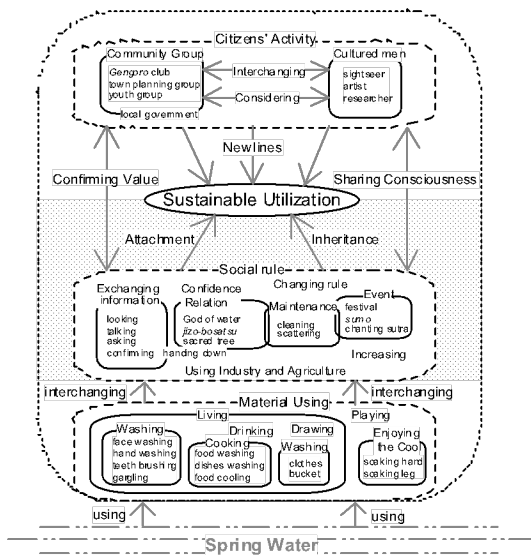 Citizens' Activity
Community Group
Gengpro club
town planning group
youth group
local government
Interchanging
Considering
Cultured men
sightseer
artist
researcher
New lines
Confirming Value
Sharing Consciousness
Sustainable Utilization
Attachment
Inheritance
Social rule
Exchanging
information
looking
talking
asking
confirming
Confidence
Relation
God of water
jizo-bosatsu
sacred tree
handing down
Changing rule
Maintenance
cleaning
scattering
Event
festival
sumo
chanting sutra
Increasing
Using Industry and Agriculture
interchanging
interchanging
Material Using
Living
Playing
Washing
face washing
hand washing
teeth brushing
gargling
Drinking
Cooking
food washing
dishes washing
food cooling
Drawing
Washing
clothes
bucket
Enjoying
the Cool
soaking hard
soaking leg
using
using
Spring Water